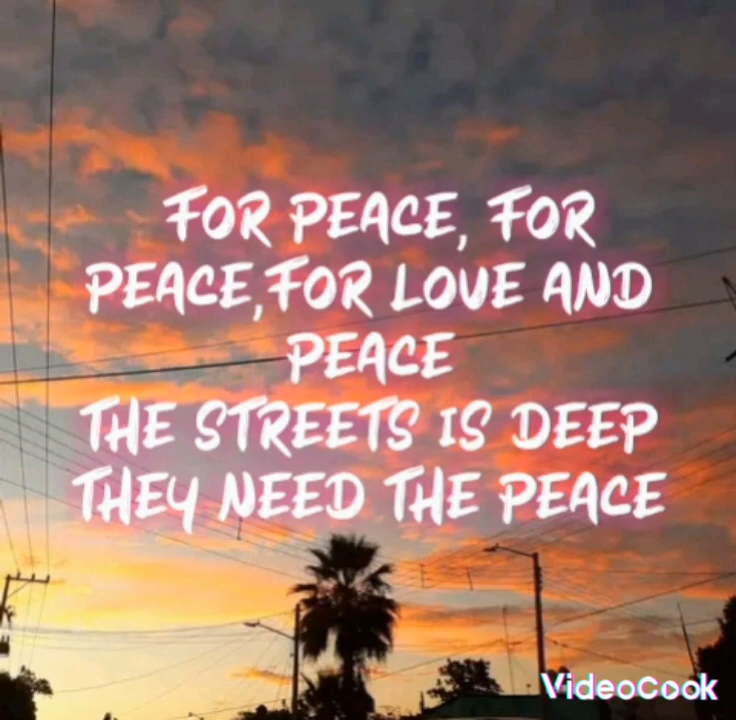 FOR PEACE, FOR
PEACE,FOR LOVE AND
PEACE
THE STREETS IS DEEP
THEY NEED THE PEACE
VideoCook